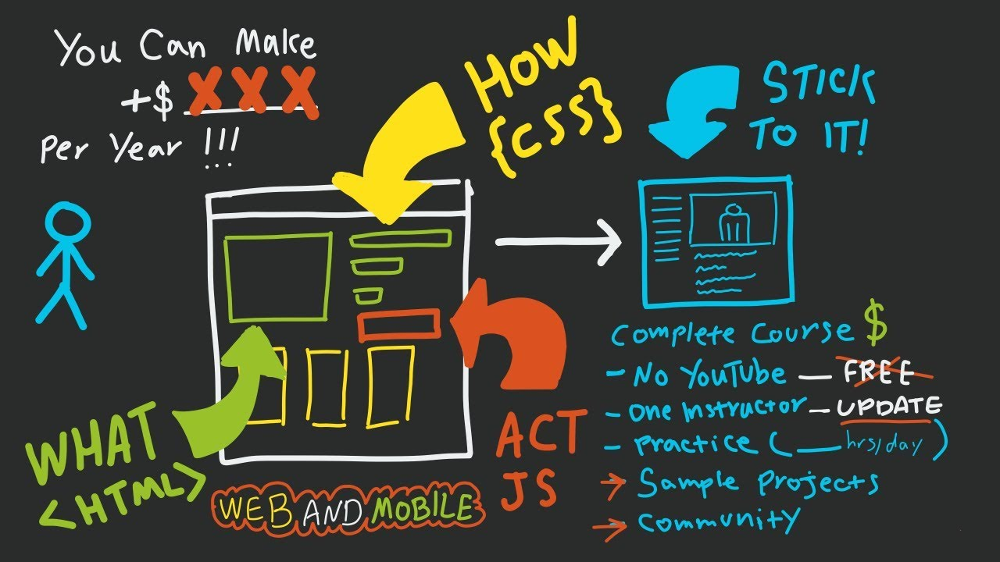 You Can Make
+$ XXX
Per Year !!!
How
{CSS}
STICK
TO IT!
WHAT
<HTML>
ACT
JS
WEB AND MOBILE
Complete Course $
- No YouTube — FREE
- One Instructor — UPDATE
- Practice (___ hrs/day)
→ Sample Projects
→ Community